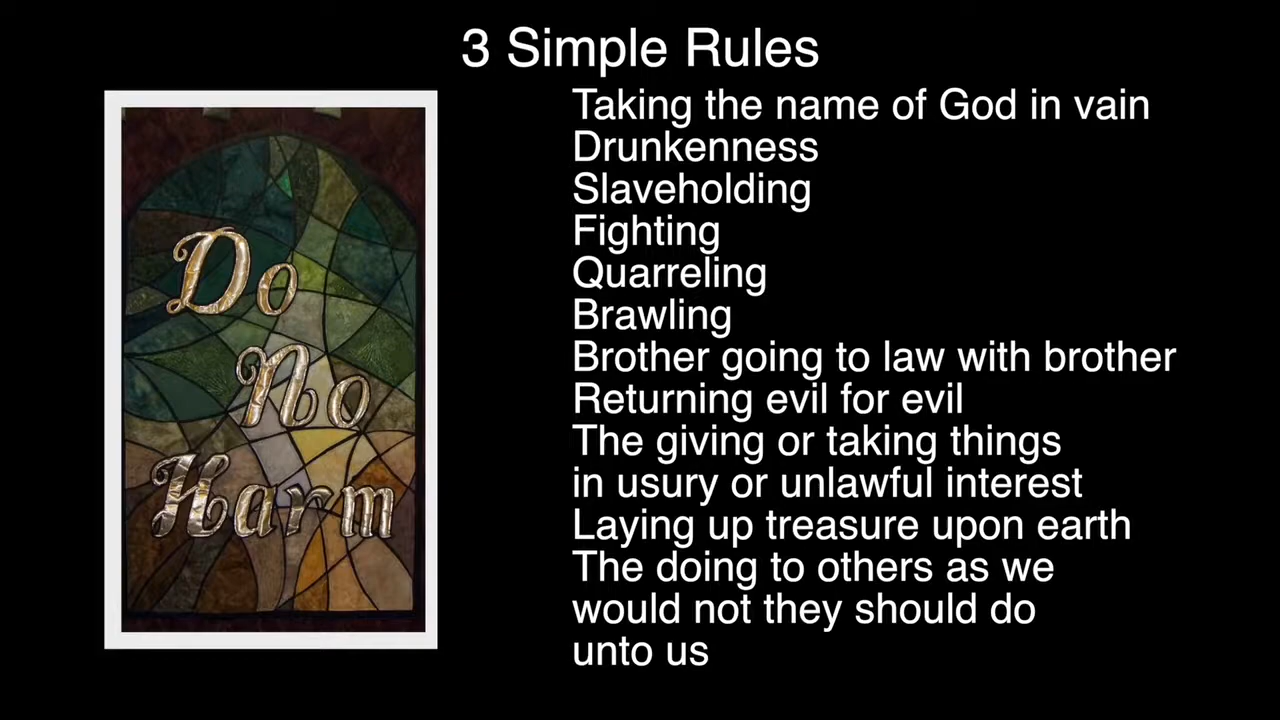 3 Simple Rules
Do
No
Harm
Taking the name of God in vain
Drunkenness
Slaveholding
Fighting
Quarreling
Brawling
Brother going to law with brother
Returning evil for evil
The giving or taking things
in usury or unlawful interest
Laying up treasure upon earth
The doing to others as we
would not they should do
unto us